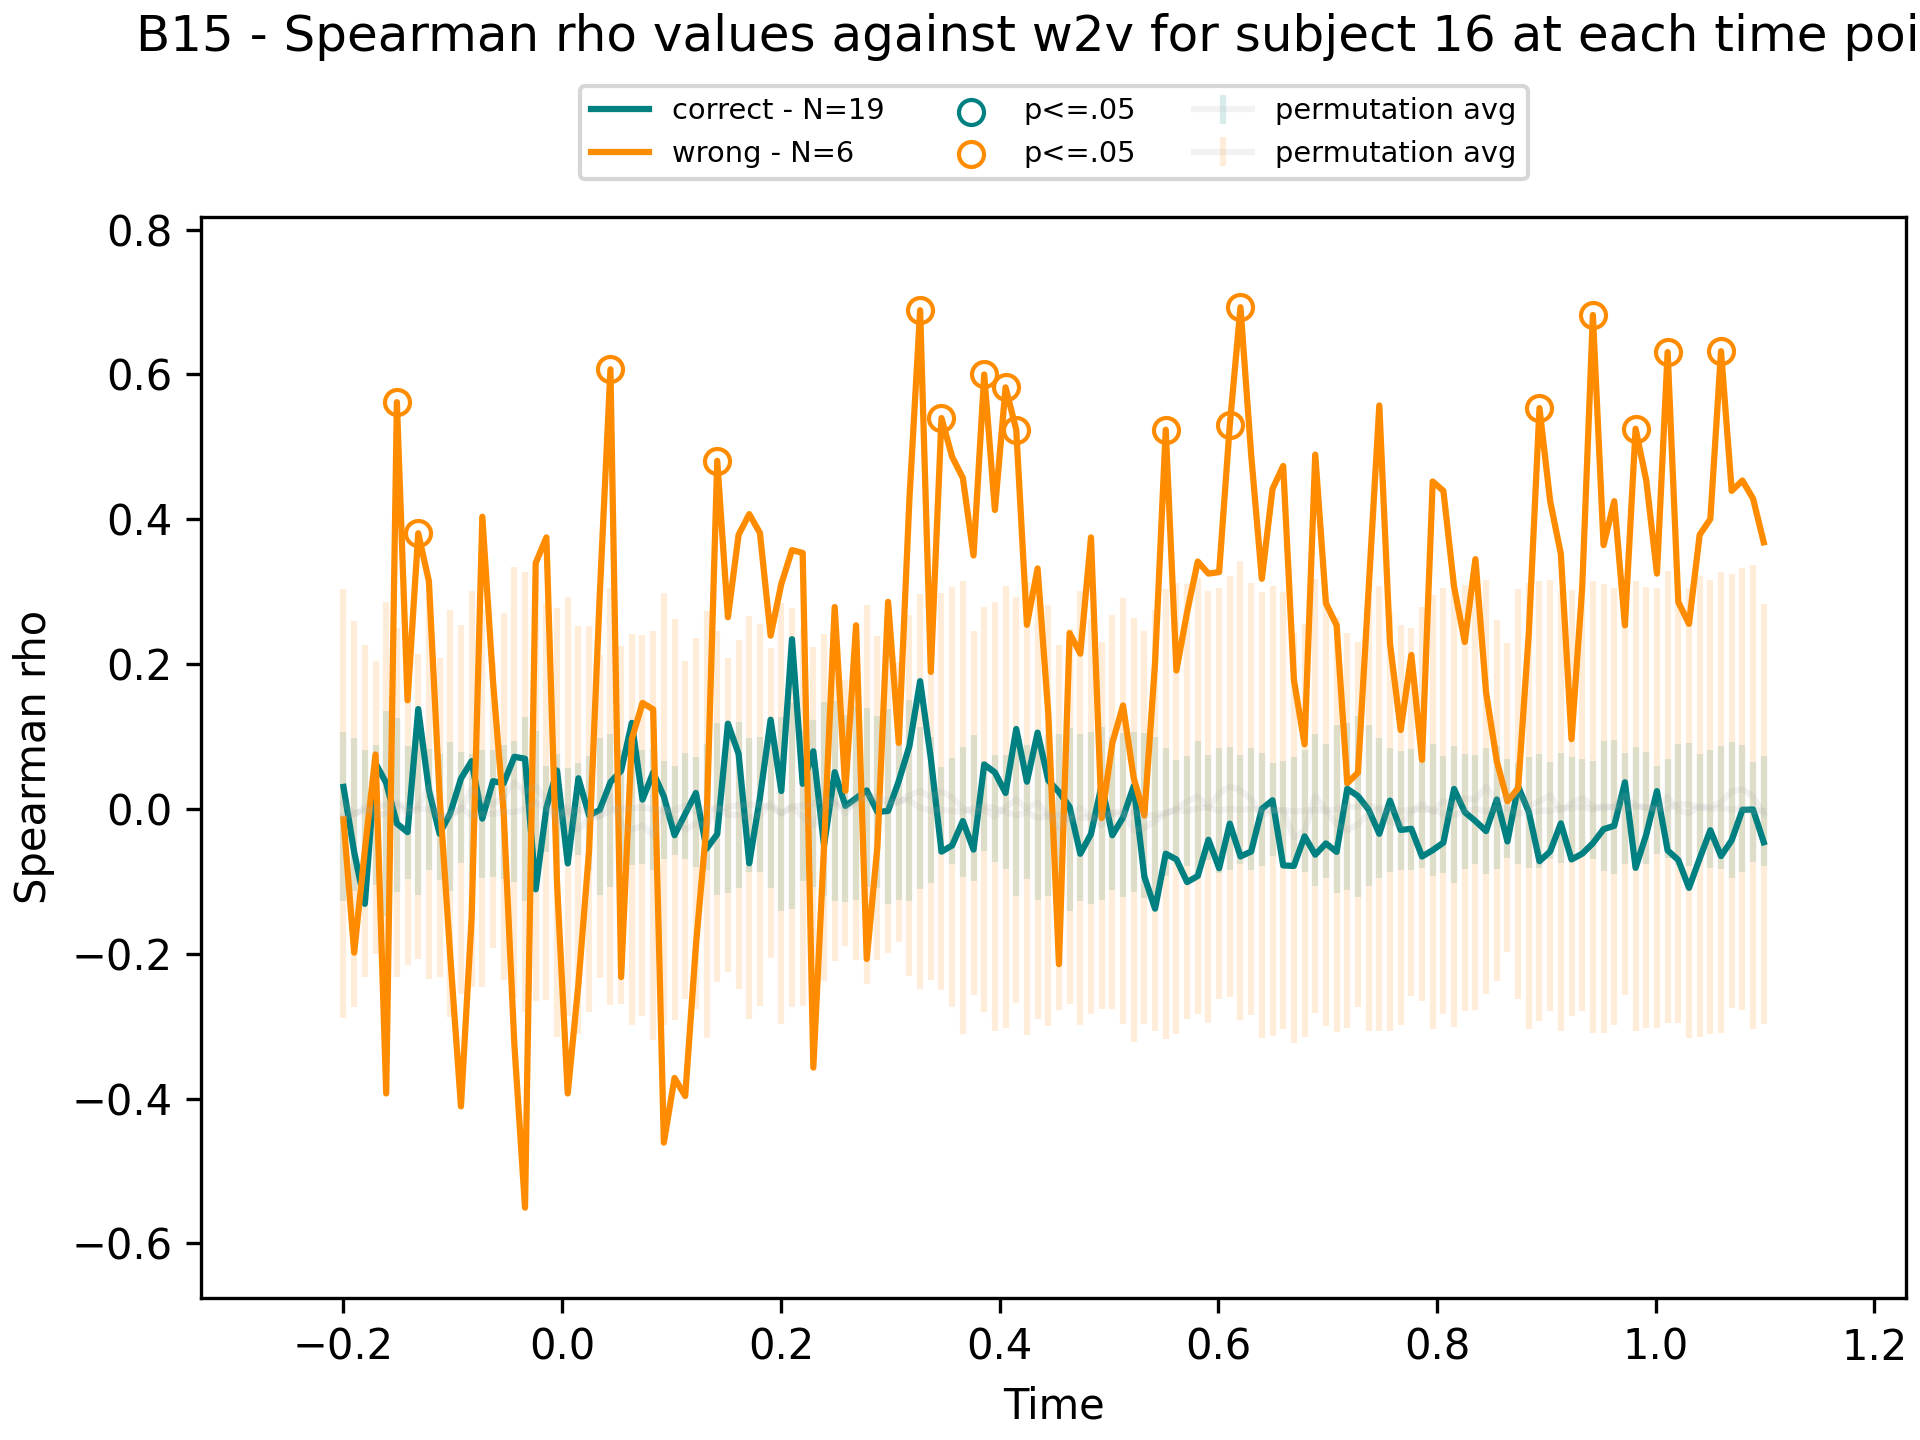 B15 - Spearman rho values against w2v for subject 16 at each time poi
correct - N=19 p<=.05 permutation avg
wrong - N=6 p<=.05 permutation avg
0.8
0.6
0.4
0.2
0.0
−0.2
−0.4
−0.6
Spearman rho
−0.2 0.0 0.2 0.4 0.6 0.8 1.0 1.2
Time